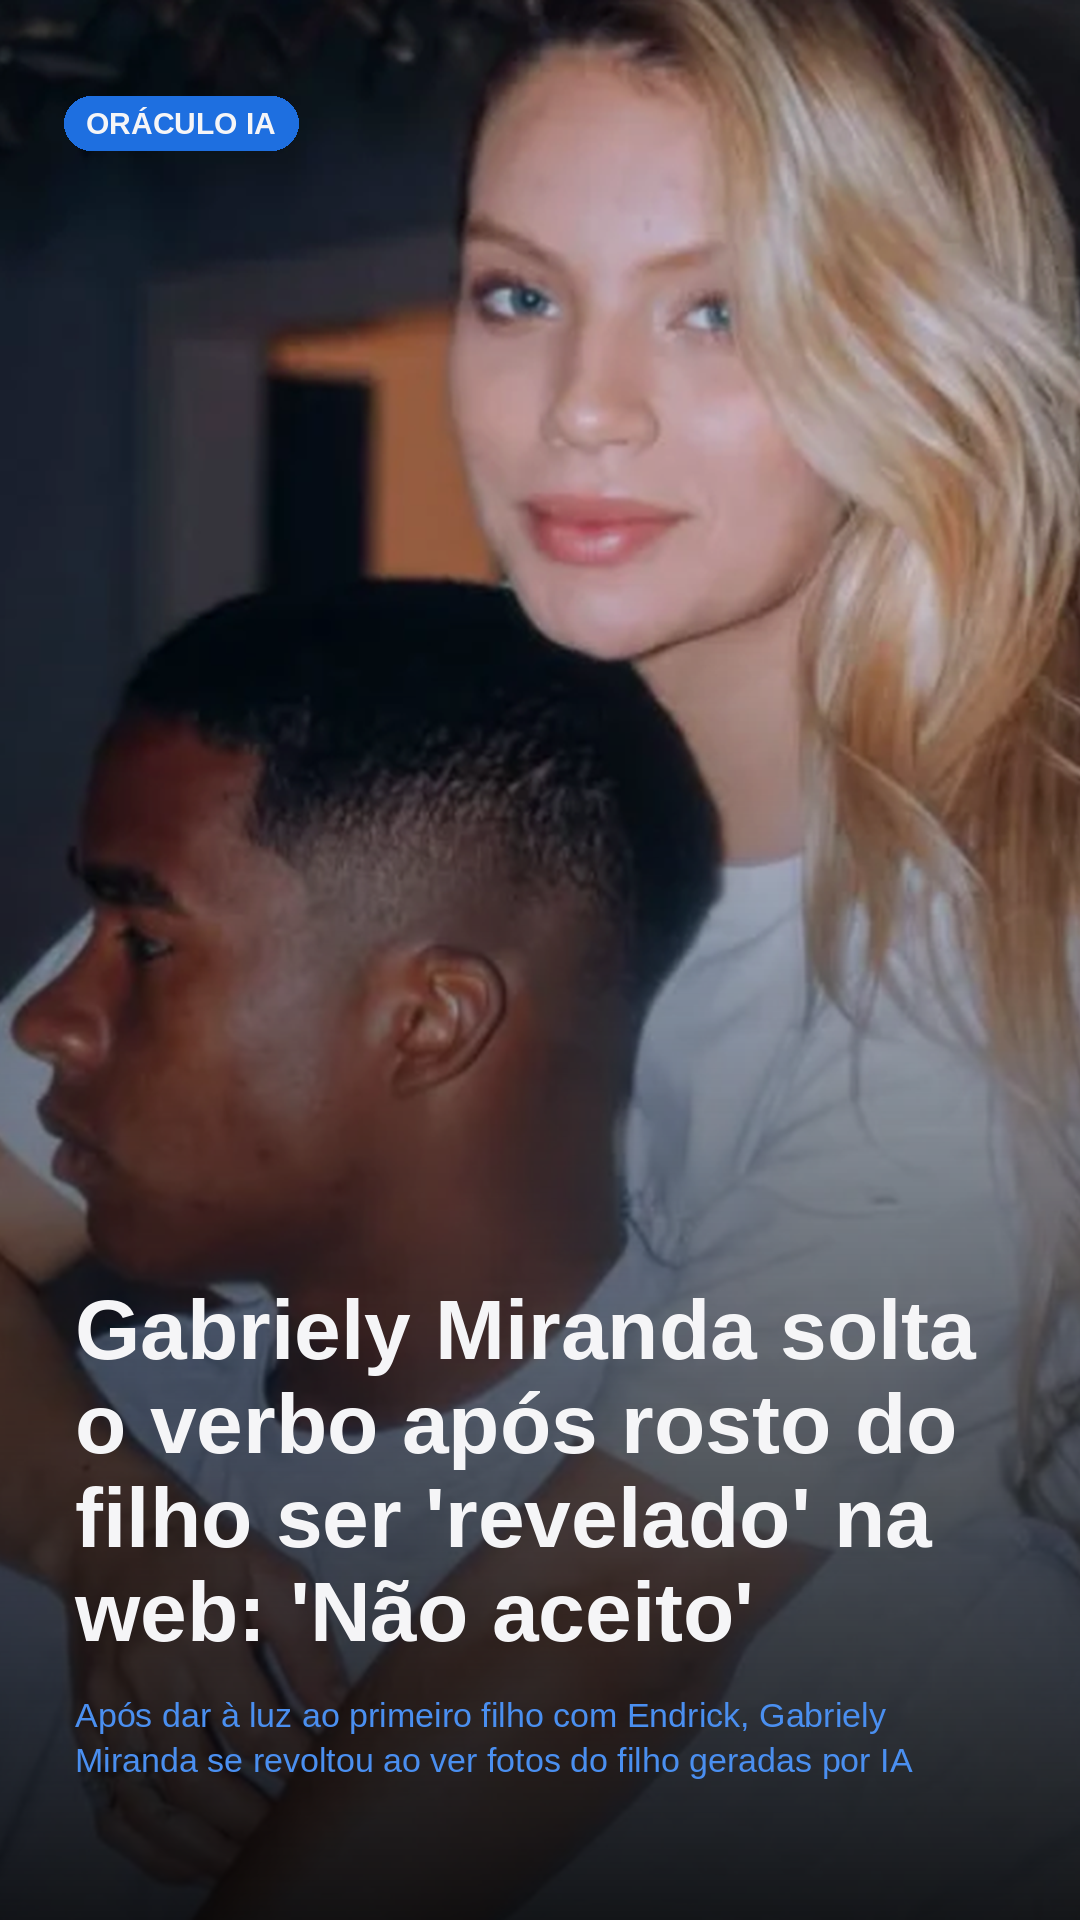 ORÁCULO IA
Gabriely Miranda solta
o verbo após rosto do
filho ser 'revelado' na
web: 'Não aceito'
Após dar à luz ao primeiro filho com Endrick, Gabriely
Miranda se revoltou ao ver fotos do filho geradas por IA